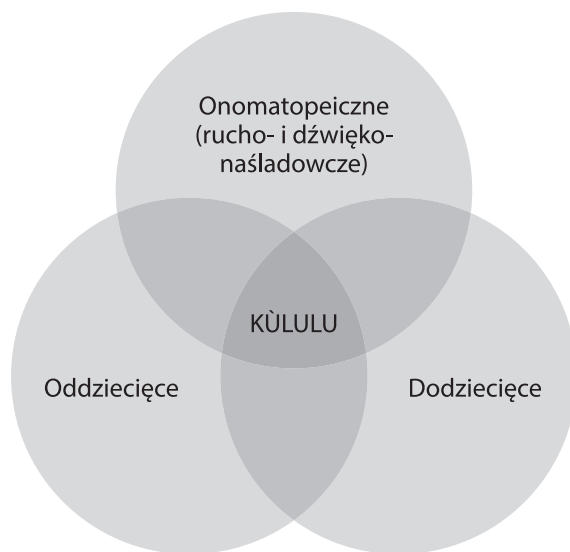 Onomatopeiczne
(rucho- i dźwięko-
naśladowcze)
KÙLULU
Oddziecięce
Dodziecięce